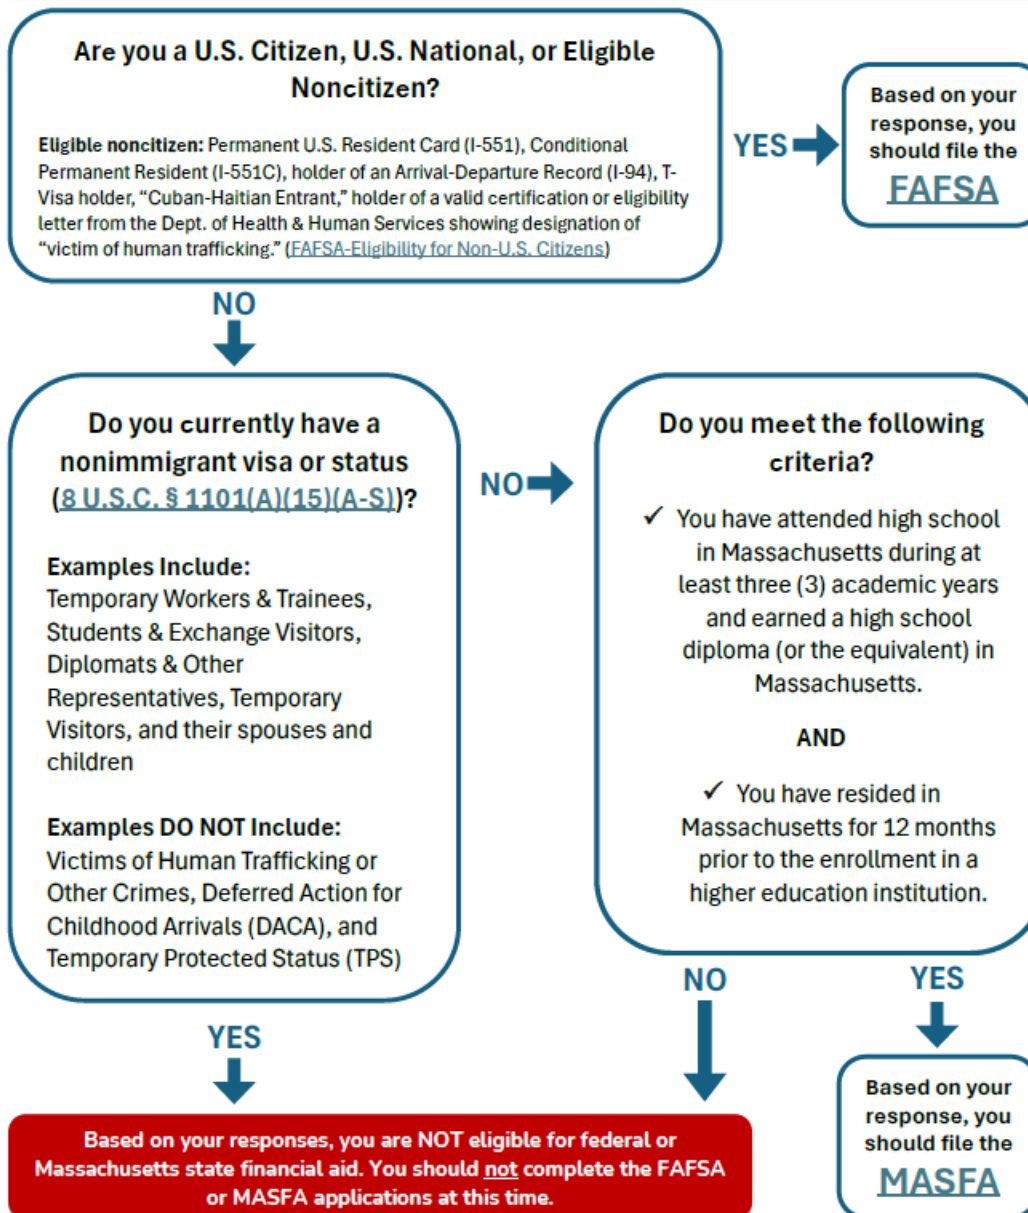 Are you a U.S. Citizen, U.S. National, or Eligible
Noncitizen?
Eligible noncitizen: Permanent U.S. Resident Card (I-551), Conditional
Permanent Resident (I-551C), holder of an Arrival-Departure Record (I-94), T-
Visa holder, “Cuban-Haitian Entrant,” holder of a valid certification or eligibility
letter from the Dept. of Health & Human Services showing designation of
“victim of human trafficking.” (FAFSA-Eligibility for Non-U.S. Citizens)
YES
Based on your
response, you
should file the
FAFSA
NO
Do you currently have a
nonimmigrant visa or status
(8 U.S.C. § 1101(A)(15)(A-S))?
Examples Include:
Temporary Workers & Trainees,
Students & Exchange Visitors,
Diplomats & Other
Representatives, Temporary
Visitors, and their spouses and
children
Examples DO NOT Include:
Victims of Human Trafficking or
Other Crimes, Deferred Action for
Childhood Arrivals (DACA), and
Temporary Protected Status (TPS)
NO
Do you meet the following
criteria?
✓ You have attended high school
in Massachusetts during at
least three (3) academic years
and earned a high school
diploma (or the equivalent) in
Massachusetts.
AND
✓ You have resided in
Massachusetts for 12 months
prior to the enrollment in a
higher education institution.
YES
NO
YES
Based on your responses, you are NOT eligible for federal or
Massachusetts state financial aid. You should not complete the FAFSA
or MASFA applications at this time.
Based on your
response, you
should file the
MASFA